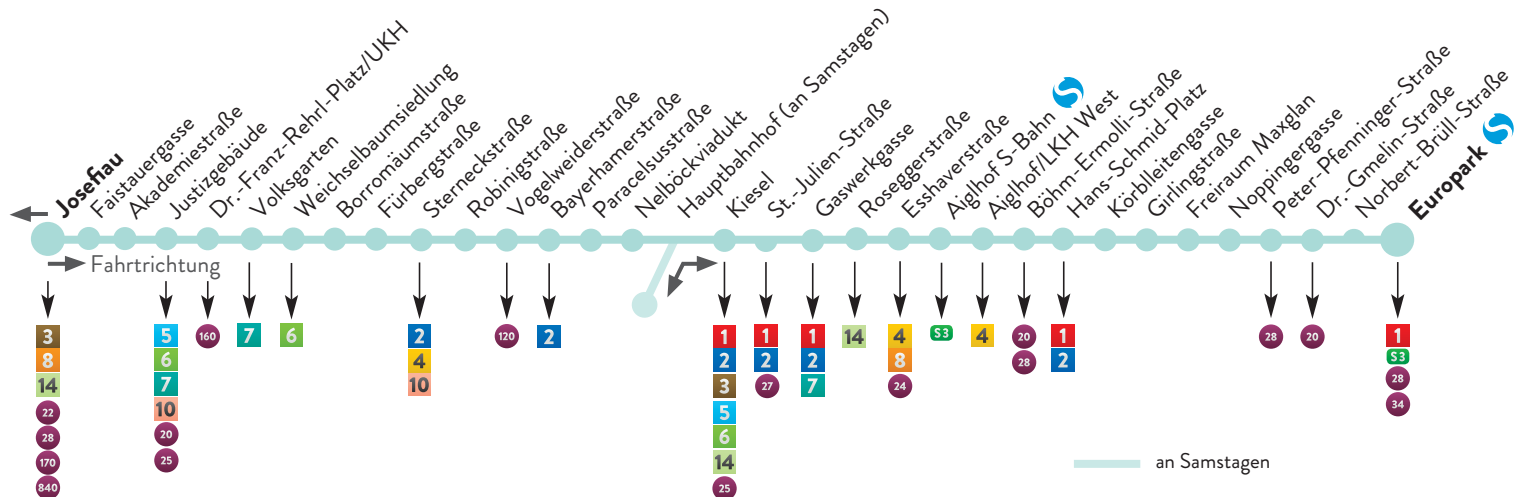 Josefiau
Faistauergasse
Akademiestraße
Justizgebäude
Dr.-Franz-Rehrl-Platz/UKH
Volksgarten
Weichselbaumsiedlung
Borromäumstraße
Fürbergstraße
Sterneckstraße
Robinigstraße
Vogelweiderstraße
Bayerhamerstraße
Paracelsusstraße
Nelböckviadukt
Hauptbahnhof (an Samstagen)
Kiesel
St.-Julien-Straße
Gaswerkgasse
Roseggerstraße
Esshaverstraße
Aiglhof S-Bahn
Aiglhof/LKH West
Böhm-Ermolli-Straße
Hans-Schmid-Platz
Körblleitengasse
Girlingstraße
Freiraum Maxglan
Noppingergasse
Peter-Pfenninger-Straße
Dr.-Gmelin-Straße
Norbert-Brüll-Straße
Europark
Fahrtrichtung
3
8
14
22
28
170
840
5
6
7
10
20
25
160
7
6
2
4
10
120
2
1
2
3
5
6
14
25
1
2
27
1
2
7
14
4
8
24
S3
4
20
28
1
2
28
20
1
S3
28
34
an Samstagen